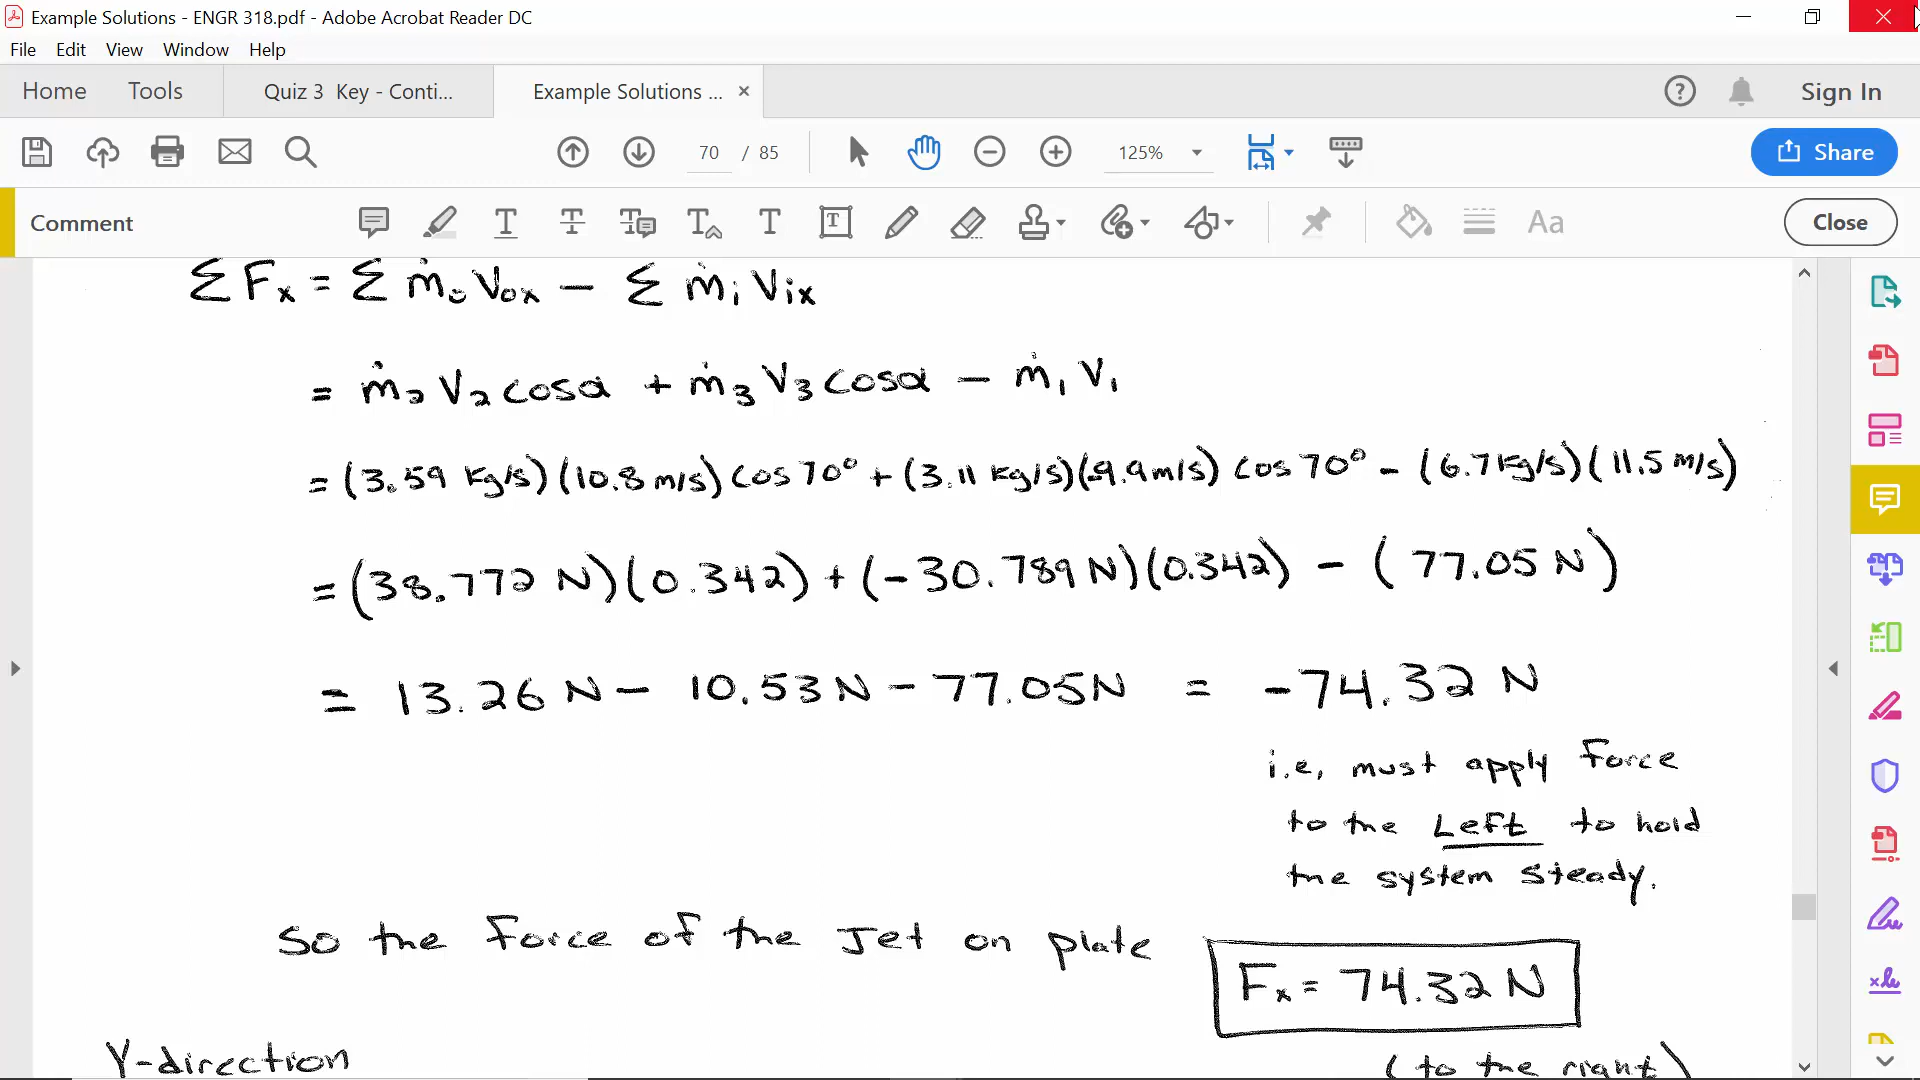 Example Solutions - ENGR 318.pdf - Adobe Acrobat Reader DC
File Edit View Window Help
Home Tools Quiz 3 Key - Conti... Example Solutions ... × Sign In
70 / 85 125% Share
Comment Close
Σ Fx = Σ ṁo Vox − Σ ṁi Vix
= ṁ2 V2 cosα + ṁ3 V3 cosα − ṁ1 V1
= (3.59 kg/s)(10.8 m/s) cos 70° + (3.11 kg/s)(-9.9 m/s) cos 70° - (6.7 kg/s)(11.5 m/s)
= (38.772 N)(0.342) + (-30.789 N)(0.342) - (77.05 N)
= 13.26 N - 10.53 N - 77.05 N = -74.32 N
i.e, must apply force
to the Left to hold
the system steady.
So the force of the Jet on plate
Fx = 74.32 N
Y-direction
(to the right)